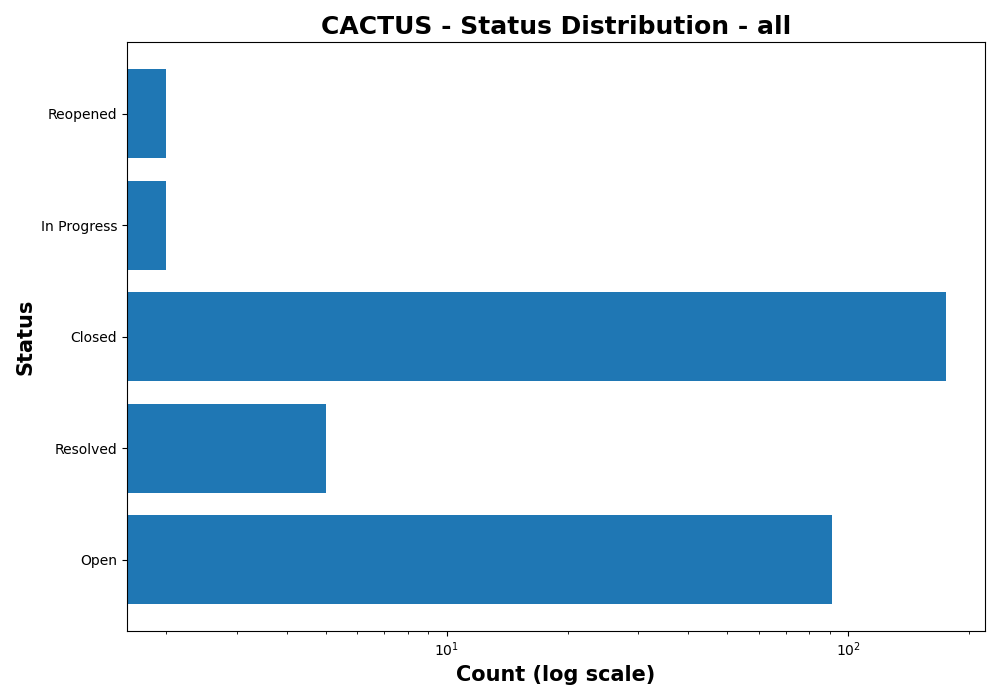 CACTUS - Status Distribution - all
Reopened
In Progress
Closed
Resolved
Open
Status
10¹
10²
Count (log scale)